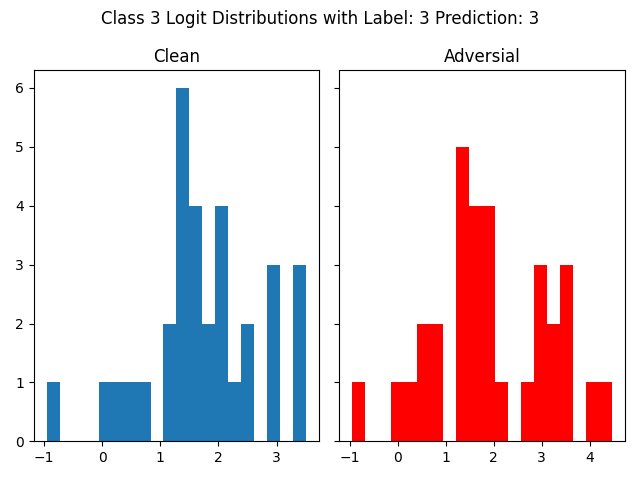 Class 3 Logit Distributions with Label: 3 Prediction: 3
Clean
Adversial
6
5
4
3
2
1
0
−1 0 1 2 3
−1 0 1 2 3 4